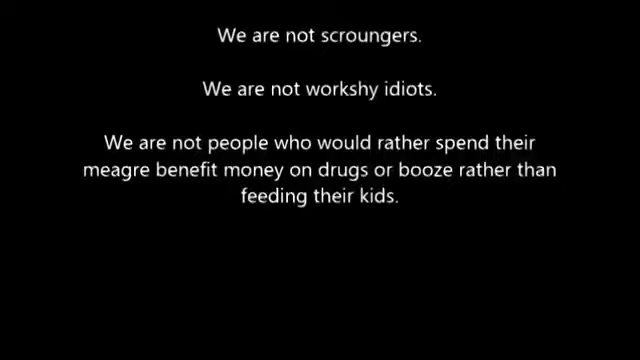 We are not scroungers.
We are not workshy idiots.
We are not people who would rather spend their
meagre benefit money on drugs or booze rather than
feeding their kids.